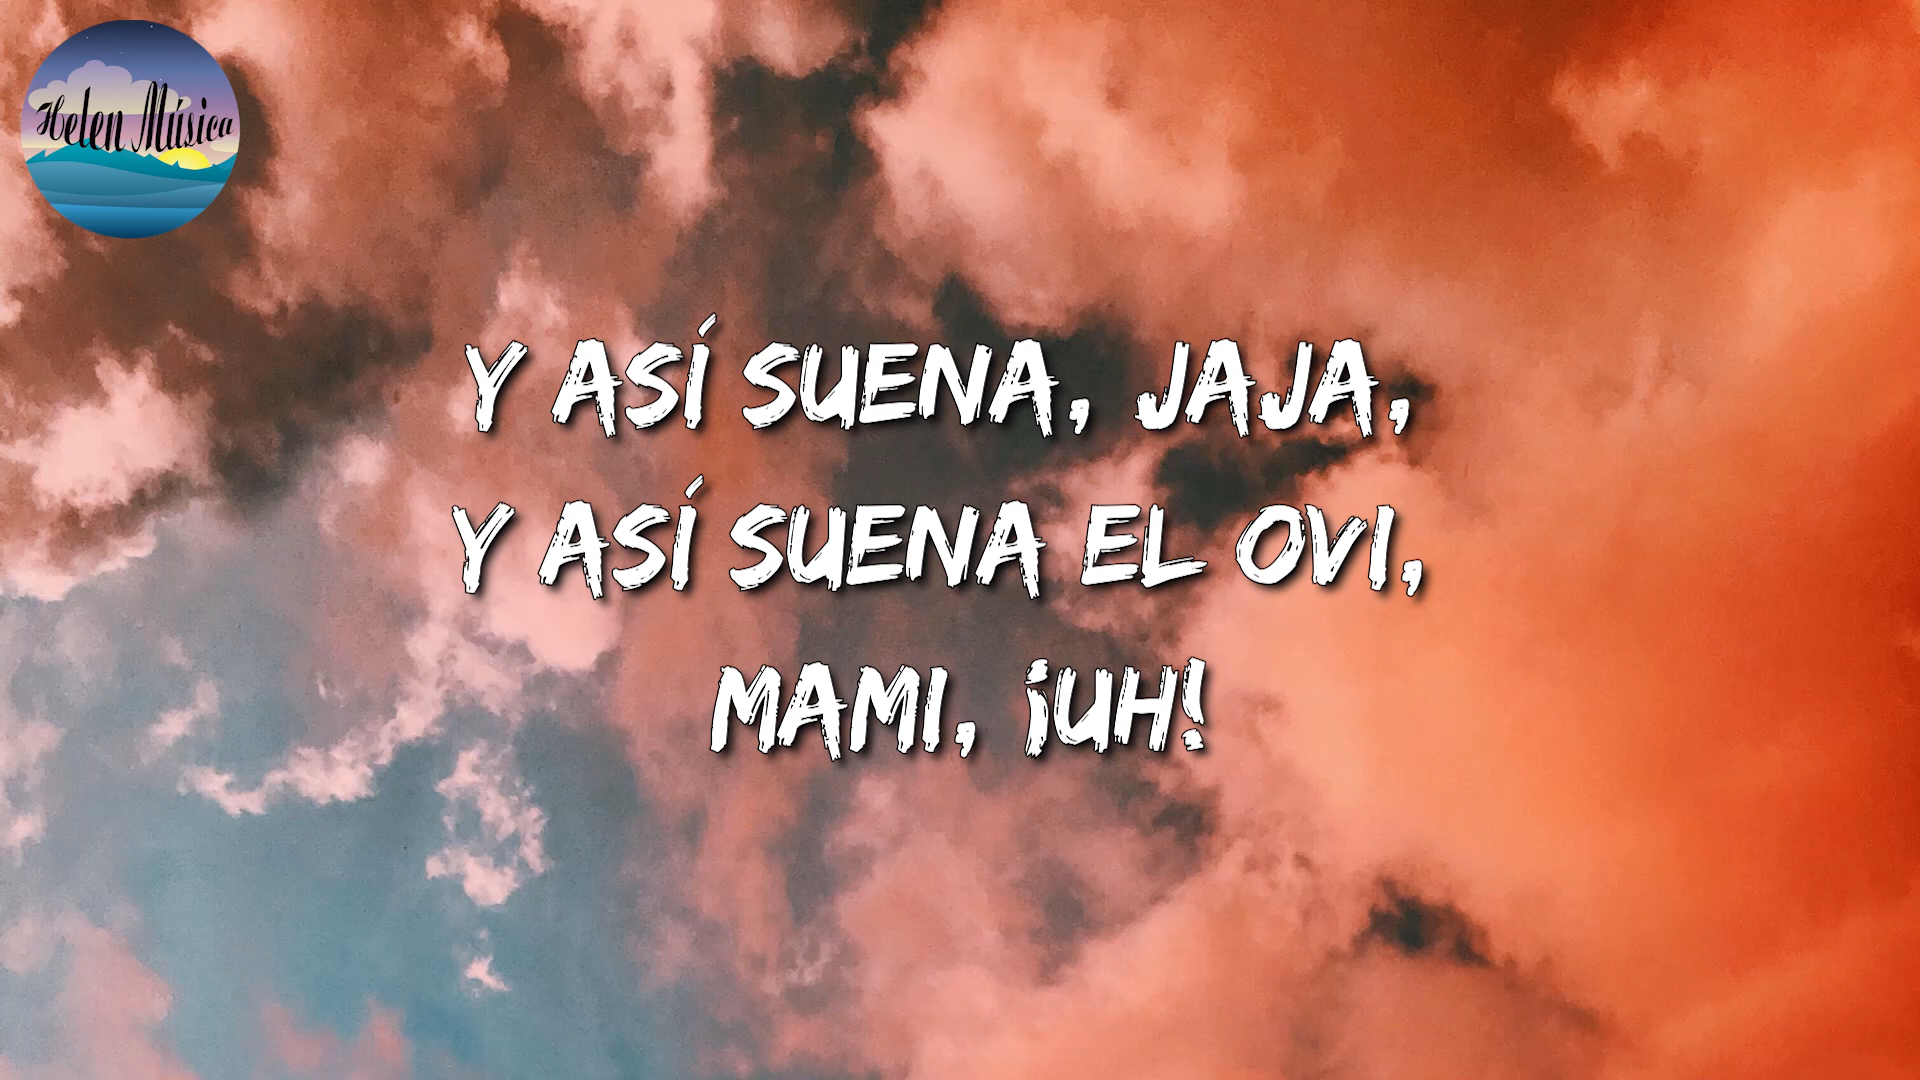 Helen Música
Y ASÍ SUENA, JAJA,
Y ASÍ SUENA EL OVI,
MAMI, ¡UH!